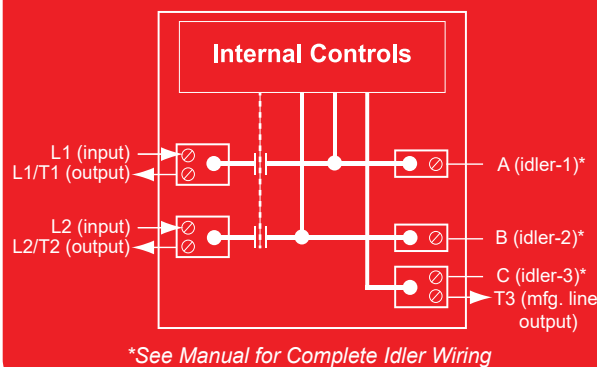 Internal Controls
L1 (input)
L1/T1 (output)
L2 (input)
L2/T2 (output)
A (idler-1)*
B (idler-2)*
C (idler-3)*
T3 (mfg. line
output)
*See Manual for Complete Idler Wiring